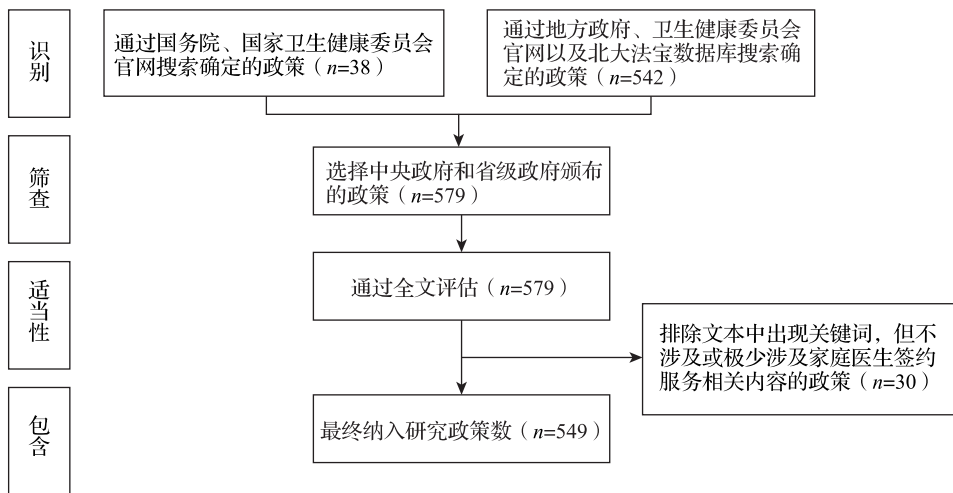 识
别
通过国务院、国家卫生健康委员会
官网搜索确定的政策（n=38）
通过地方政府、卫生健康委员会
官网以及北大法宝数据库搜索确
定的政策（n=542）
筛
查
选择中央政府和省级政府颁布
的政策（n=579）
适
当
性
通过全文评估（n=579）
排除文本中出现关键词，但不
涉及或极少涉及家庭医生签约
服务相关内容的政策（n=30）
包
含
最终纳入研究政策数（n=549）